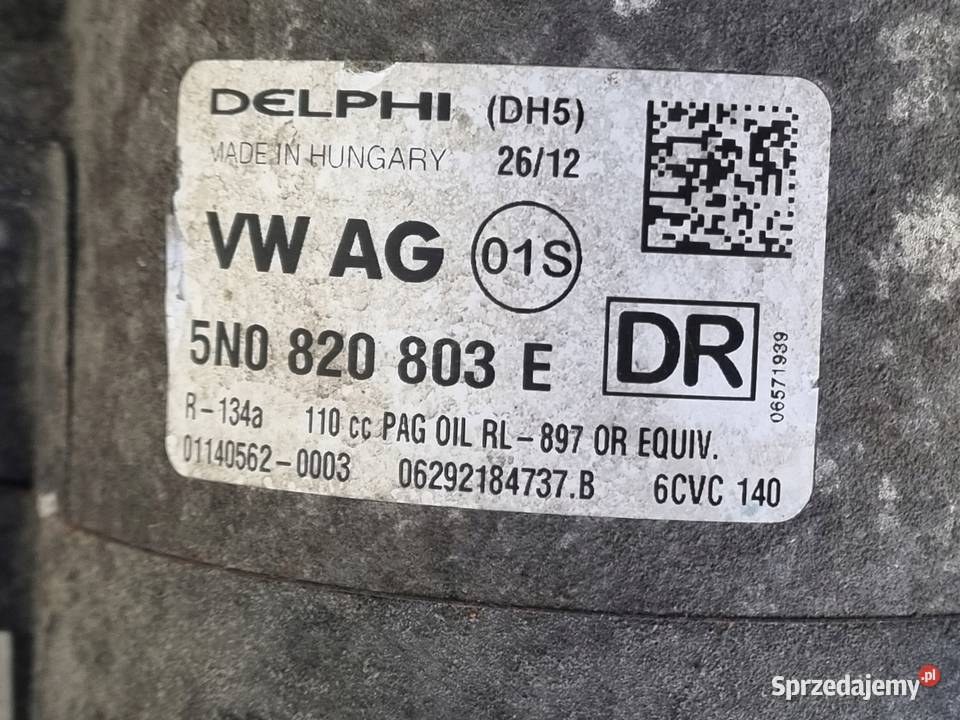 DELPHI (DH5)
MADE IN HUNGARY 26/12
VW AG 01S
5N0 820 803 E DR
06571939
R-134a 110 cc PAG OIL RL-897 OR EQUIV.
01140562-0003 06292184737.B 6CVC 140
Sprzedajemy.pl